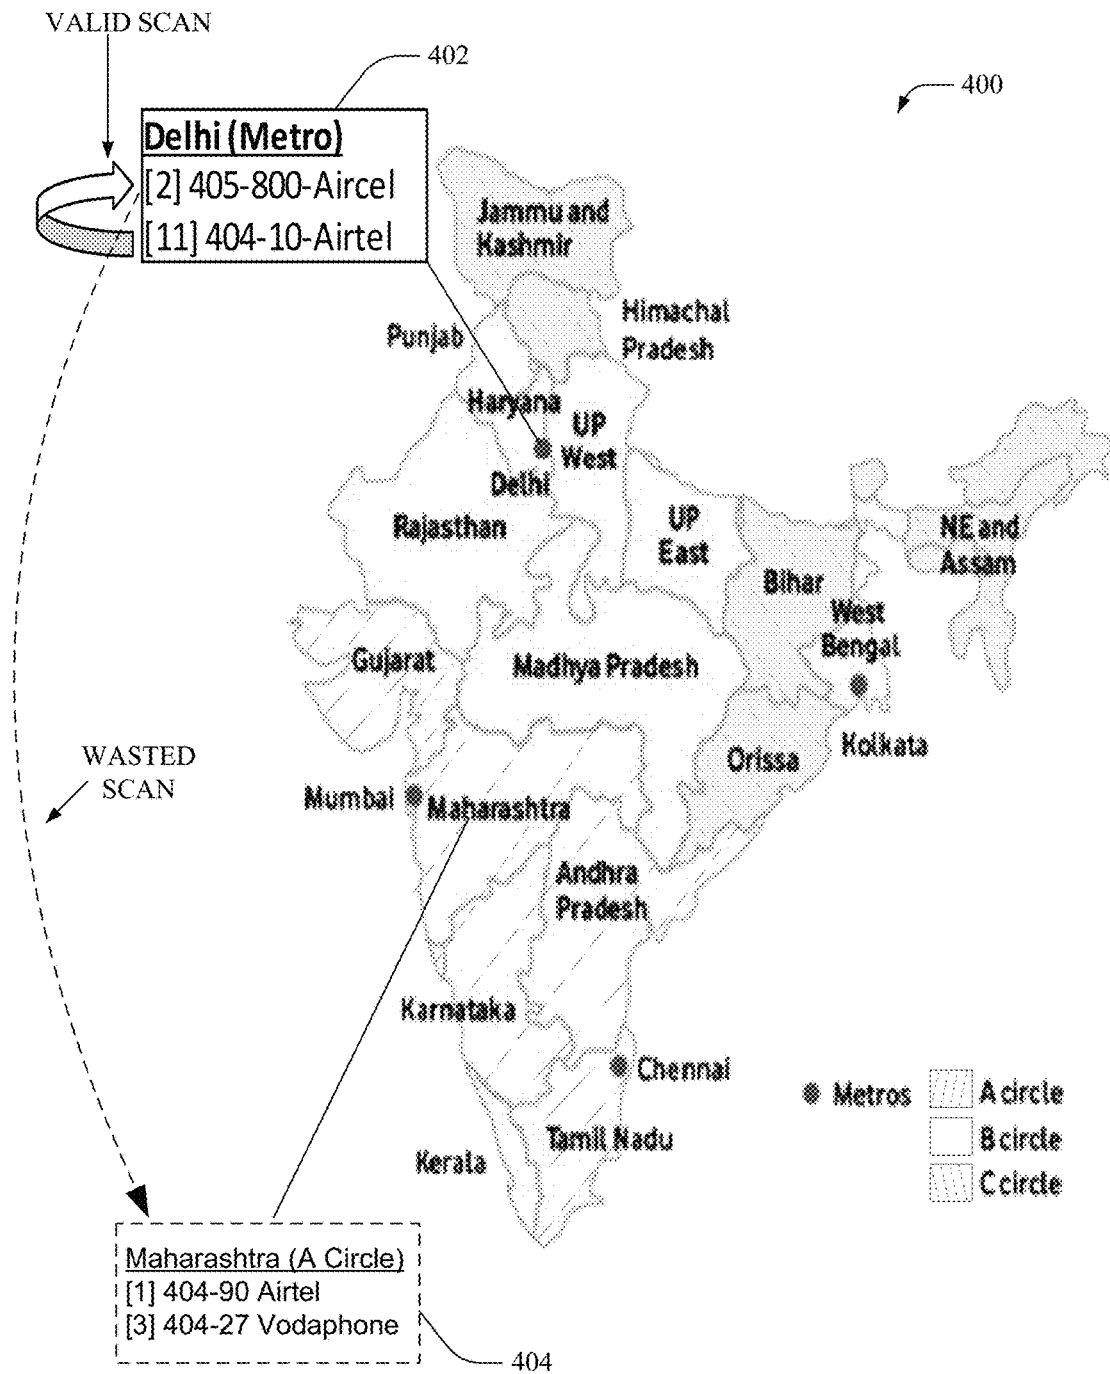 VALID SCAN
402
400
Delhi (Metro)
[2] 405-800-Aircel
[11] 404-10-Airtel
Jammu and
Kashmir
Himachal
Pradesh
Punjab
Haryana
UP
West
Delhi
Rajasthan
UP
East
NE and
Assam
Bihar
West
Bengal
Gujarat
Madhya Pradesh
Kolkata
Orissa
WASTED
SCAN
Mumbai
Maharashtra
Andhra
Pradesh
Karnataka
Chennai
Metros
A circle
B circle
C circle
Tamil Nadu
Kerala
Maharashtra (A Circle)
[1] 404-90 Airtel
[3] 404-27 Vodaphone
404